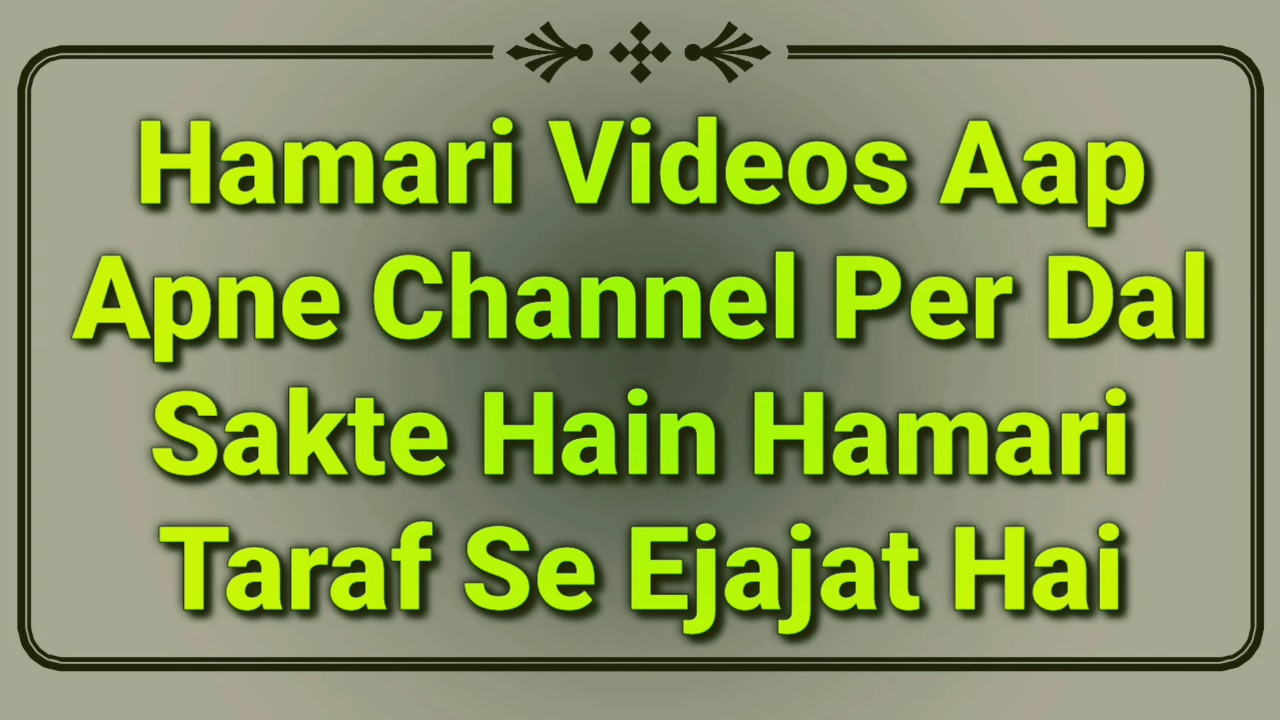 Hamari Videos Aap
Apne Channel Per Dal
Sakte Hain Hamari
Taraf Se Ejajat Hai